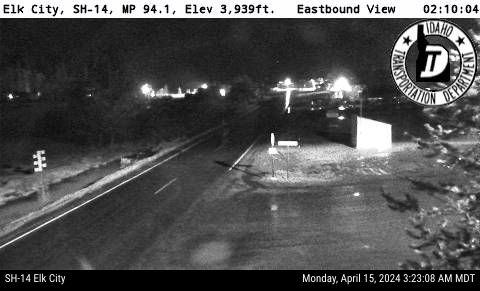 Elk City, SH-14, MP 94.1, Elev 3,939ft. Eastbound View 02:10:04
IDAHO
TRANSPORTATION DEPARTMENT
SH-14 Elk City Monday, April 15, 2024 3:23:08 AM MDT